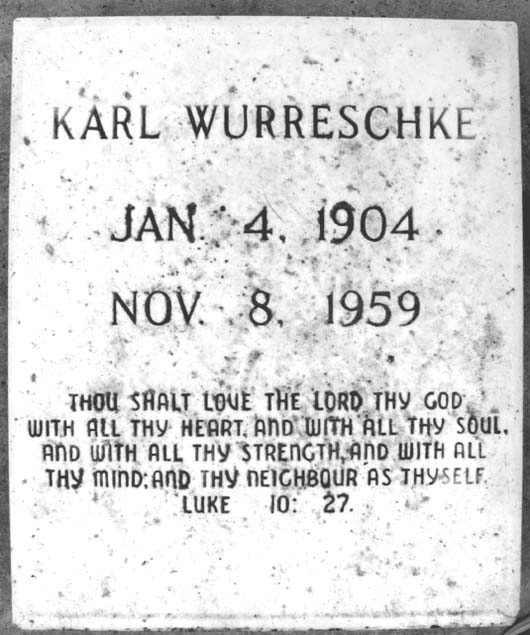 KARL WURRESCHKE
JAN. 4, 1904
NOV. 8, 1959
THOU SHALT LOVE THE LORD THY GOD
WITH ALL THY HEART, AND WITH ALL THY SOUL,
AND WITH ALL THY STRENGTH, AND WITH ALL
THY MIND; AND THY NEIGHBOUR AS THYSELF.
LUKE 10: 27.